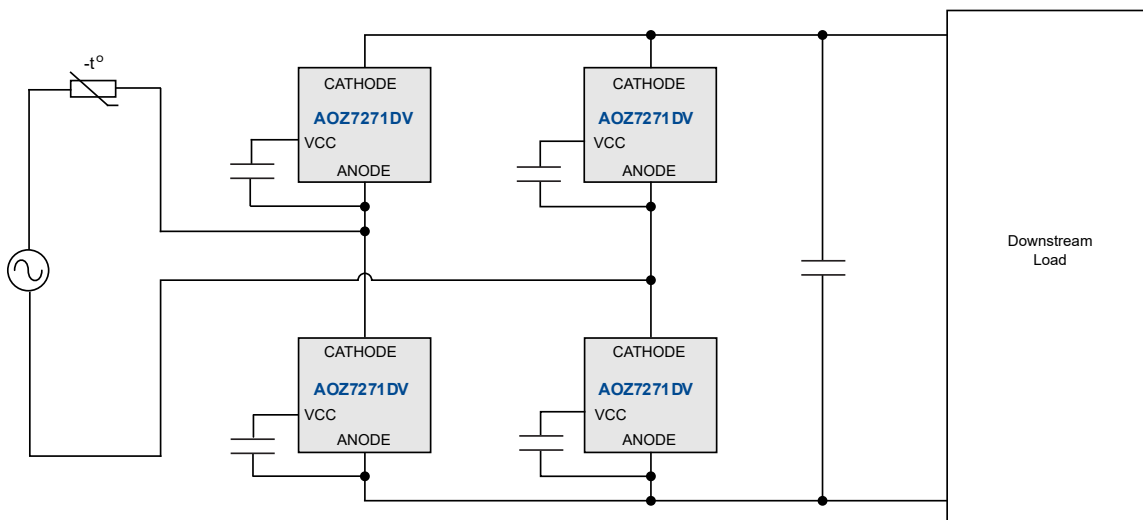 -t°
CATHODE
AOZ7271DV
VCC
ANODE
CATHODE
AOZ7271DV
VCC
ANODE
Downstream
Load
CATHODE
AOZ7271DV
VCC
ANODE
CATHODE
AOZ7271DV
VCC
ANODE